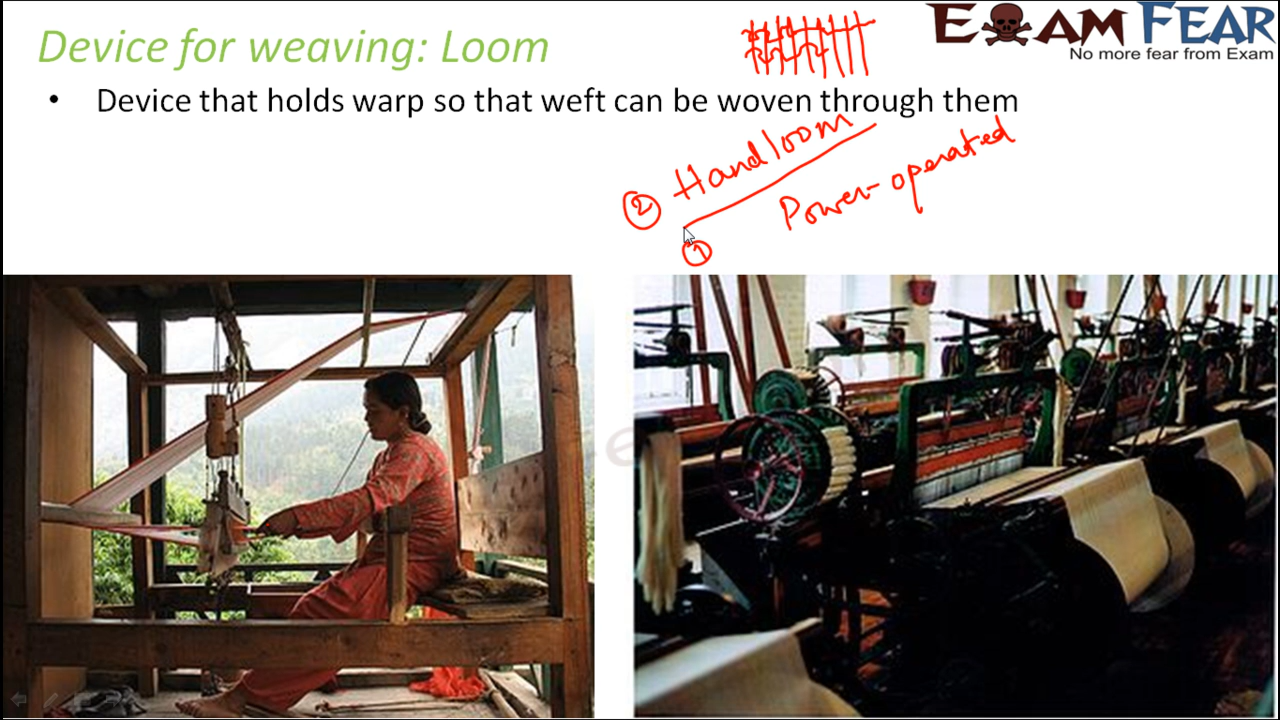 Device for weaving: Loom
EXAM FEAR
No more fear from Exam
• Device that holds warp so that weft can be woven through them
② Handloom
① Power-operated